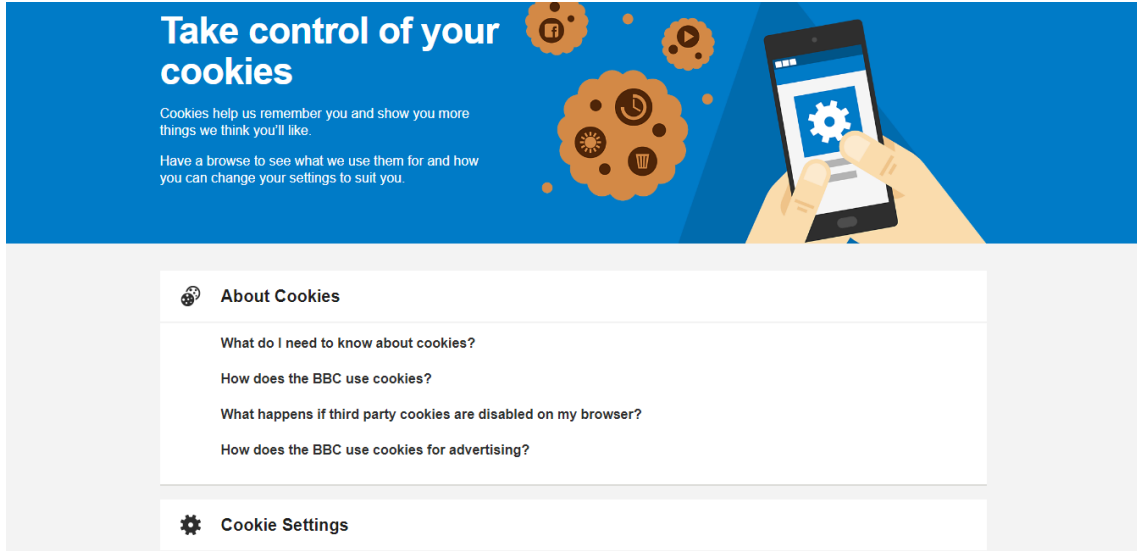 Take control of your
cookies
Cookies help us remember you and show you more
things we think you'll like.
Have a browse to see what we use them for and how
you can change your settings to suit you.
About Cookies
What do I need to know about cookies?
How does the BBC use cookies?
What happens if third party cookies are disabled on my browser?
How does the BBC use cookies for advertising?
Cookie Settings